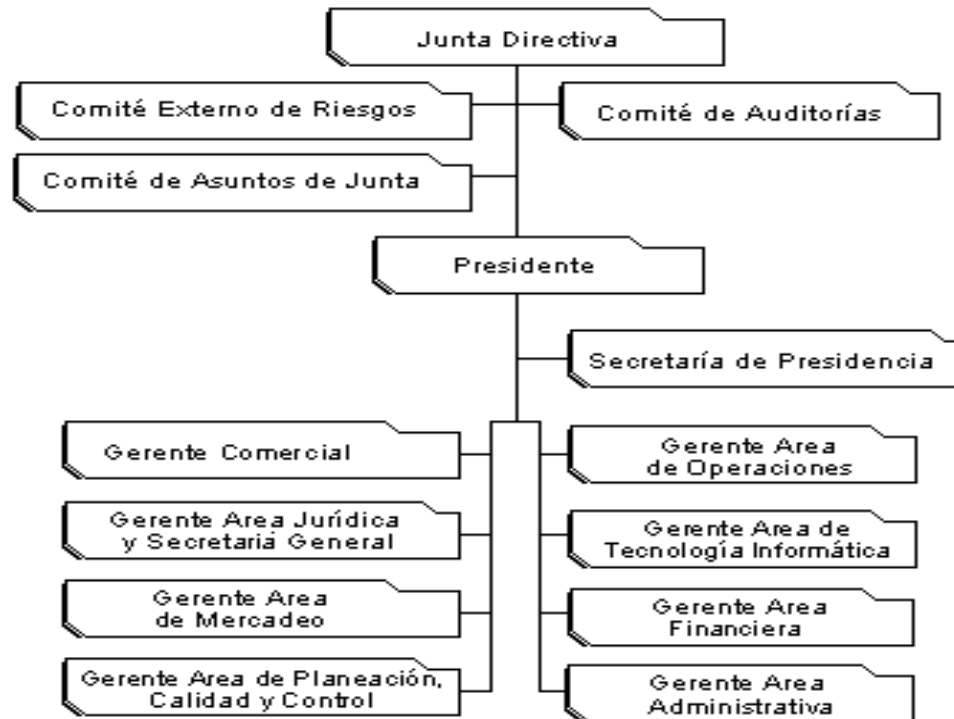 Junta Directiva
Comité Externo de Riesgos
Comité de Auditorías
Comité de Asuntos de Junta
Presidente
Secretaría de Presidencia
Gerente Comercial
Gerente Area
de Operaciones
Gerente Area Jurídica
y Secretariá General
Gerente Area de
Tecnología Informática
Gerente Area
de Mercadeo
Gerente Area
Financiera
Gerente Area de Planeación,
Calidad y Control
Gerente Area
Administrativa